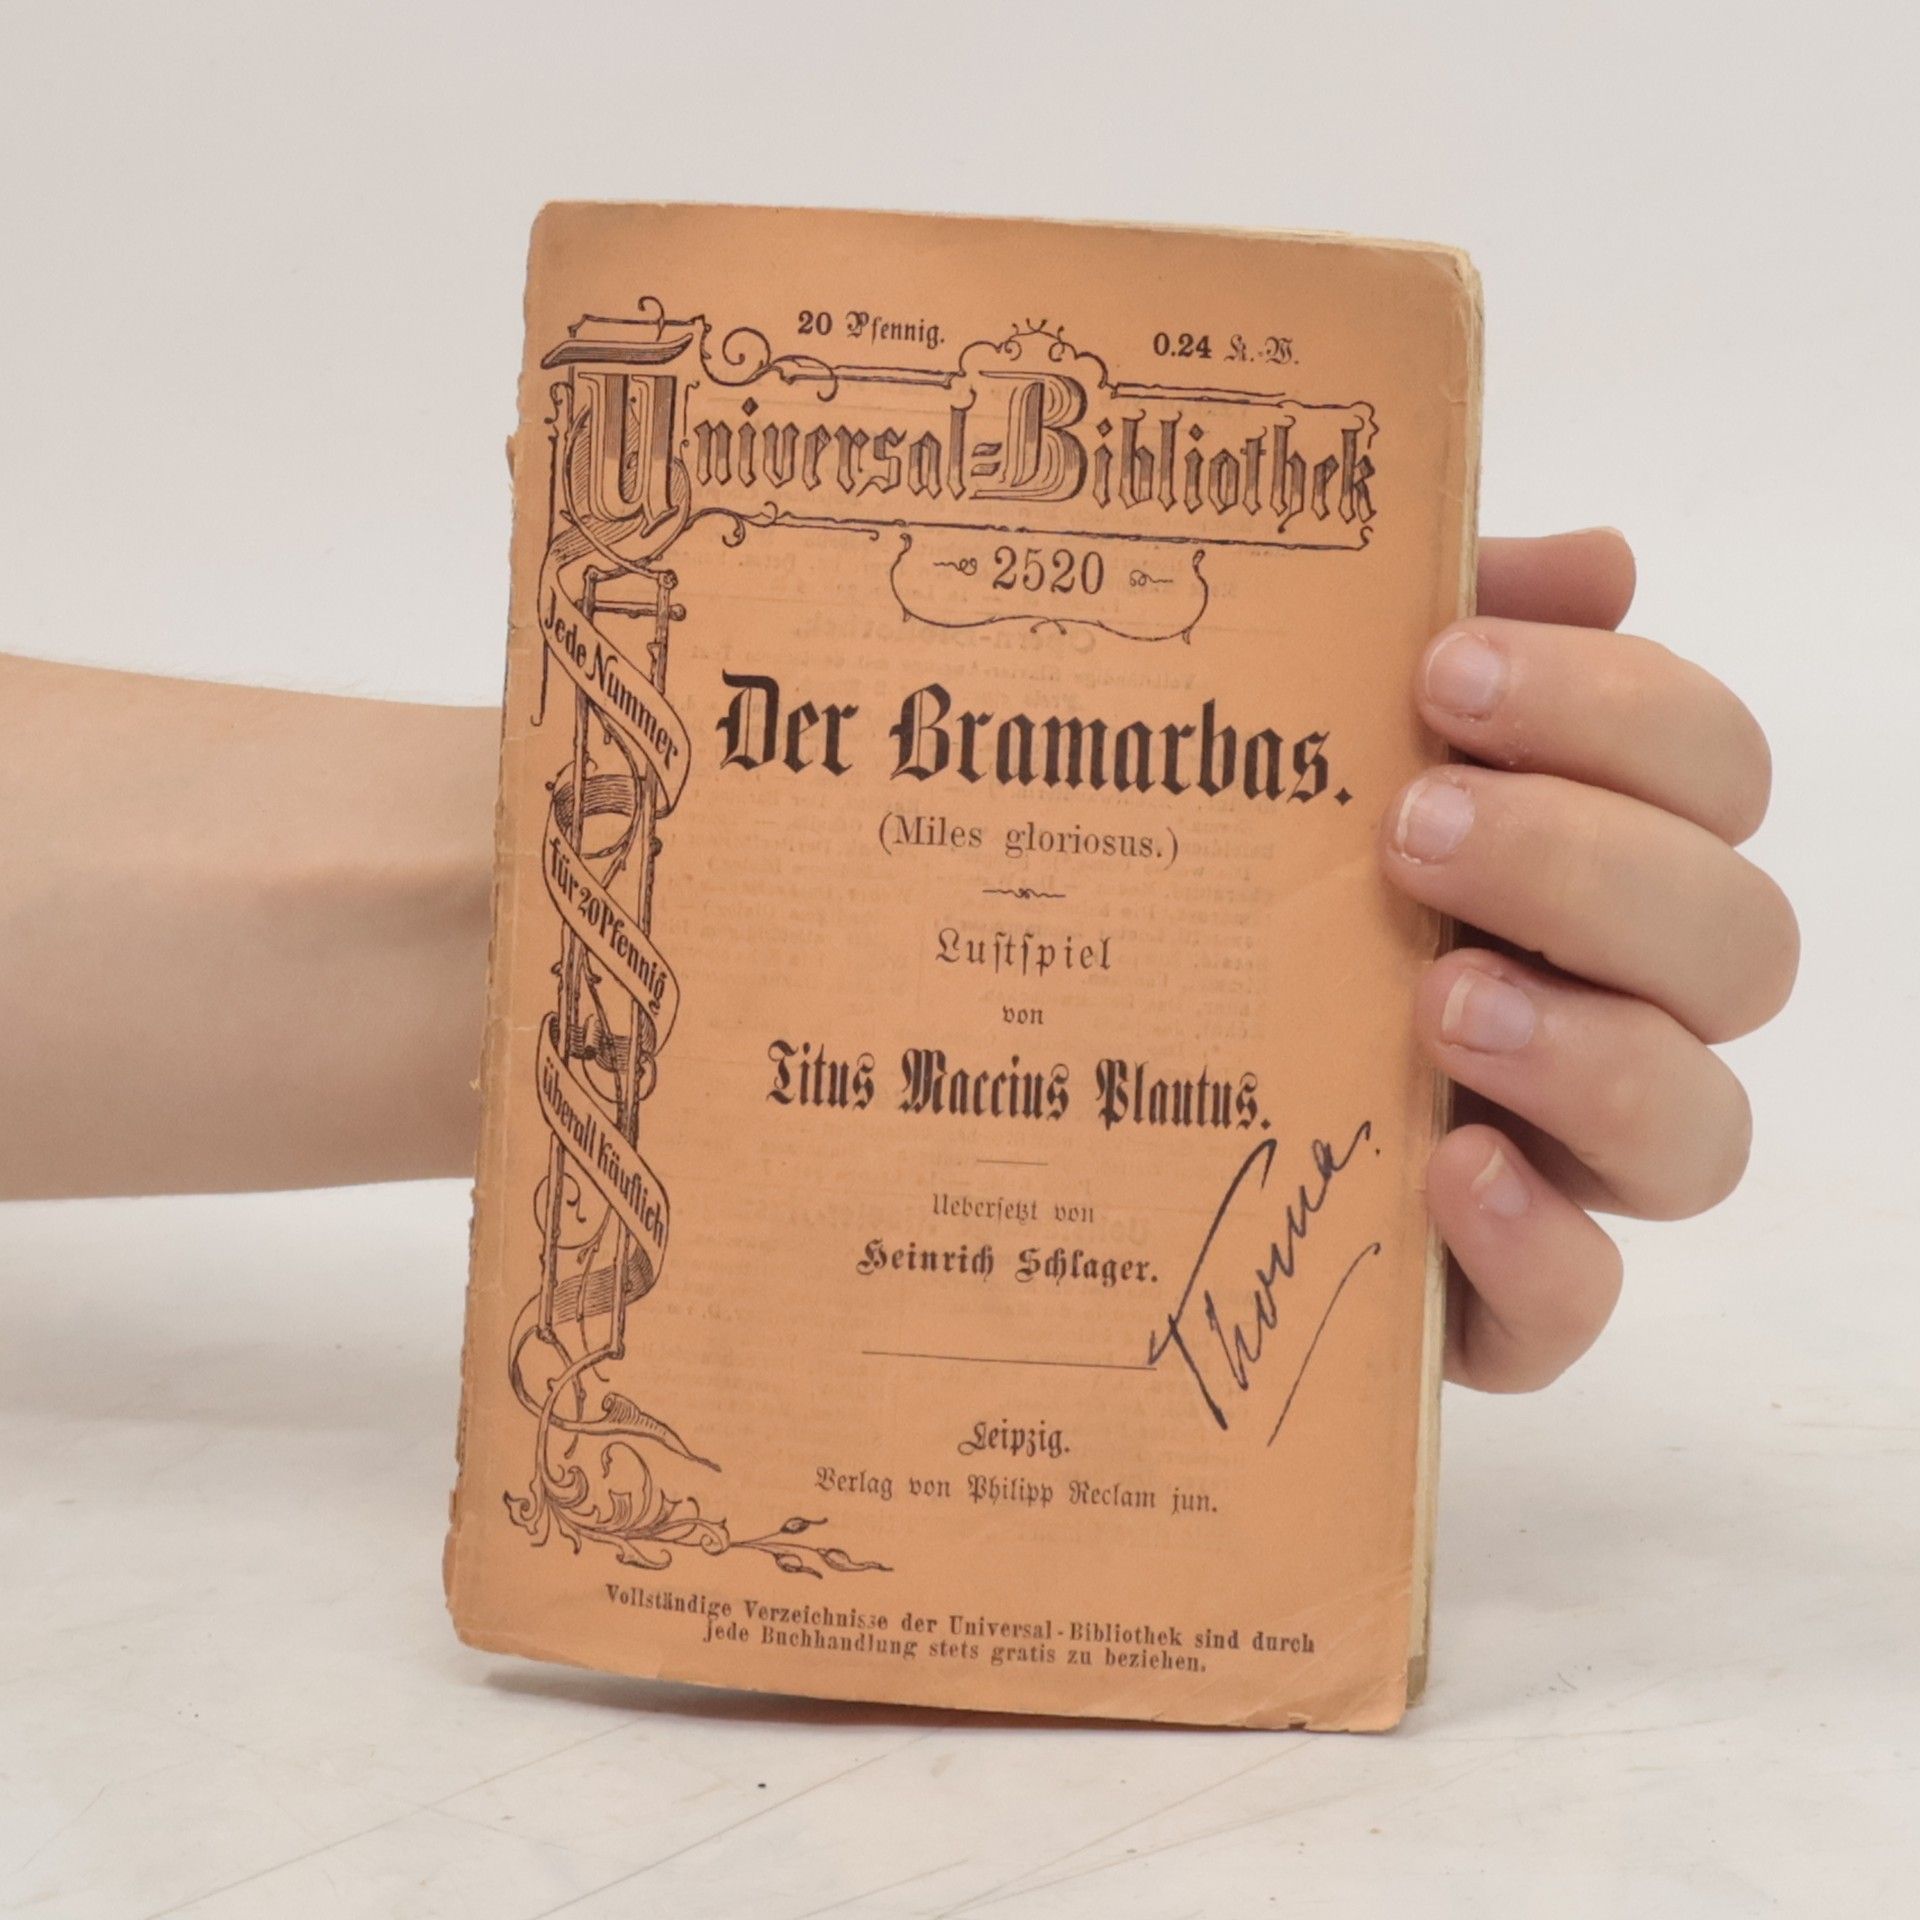 20 Pfennig. 0.24 K.-W.
Universal-Bibliothek
2520
Jede Nummer
für 20 Pfennig
überall käuflich
Der Bramarbas.
(Miles gloriosus.)
Luſtſpiel
von
Titus Maccius Plautus.
Ueberſetzt von
Heinrich Schlager.
Thoma.
Leipzig.
Verlag von Philipp Reclam jun.
Vollständige Verzeichnisse der Universal-Bibliothek sind durch
jede Buchhandlung stets gratis zu beziehen.